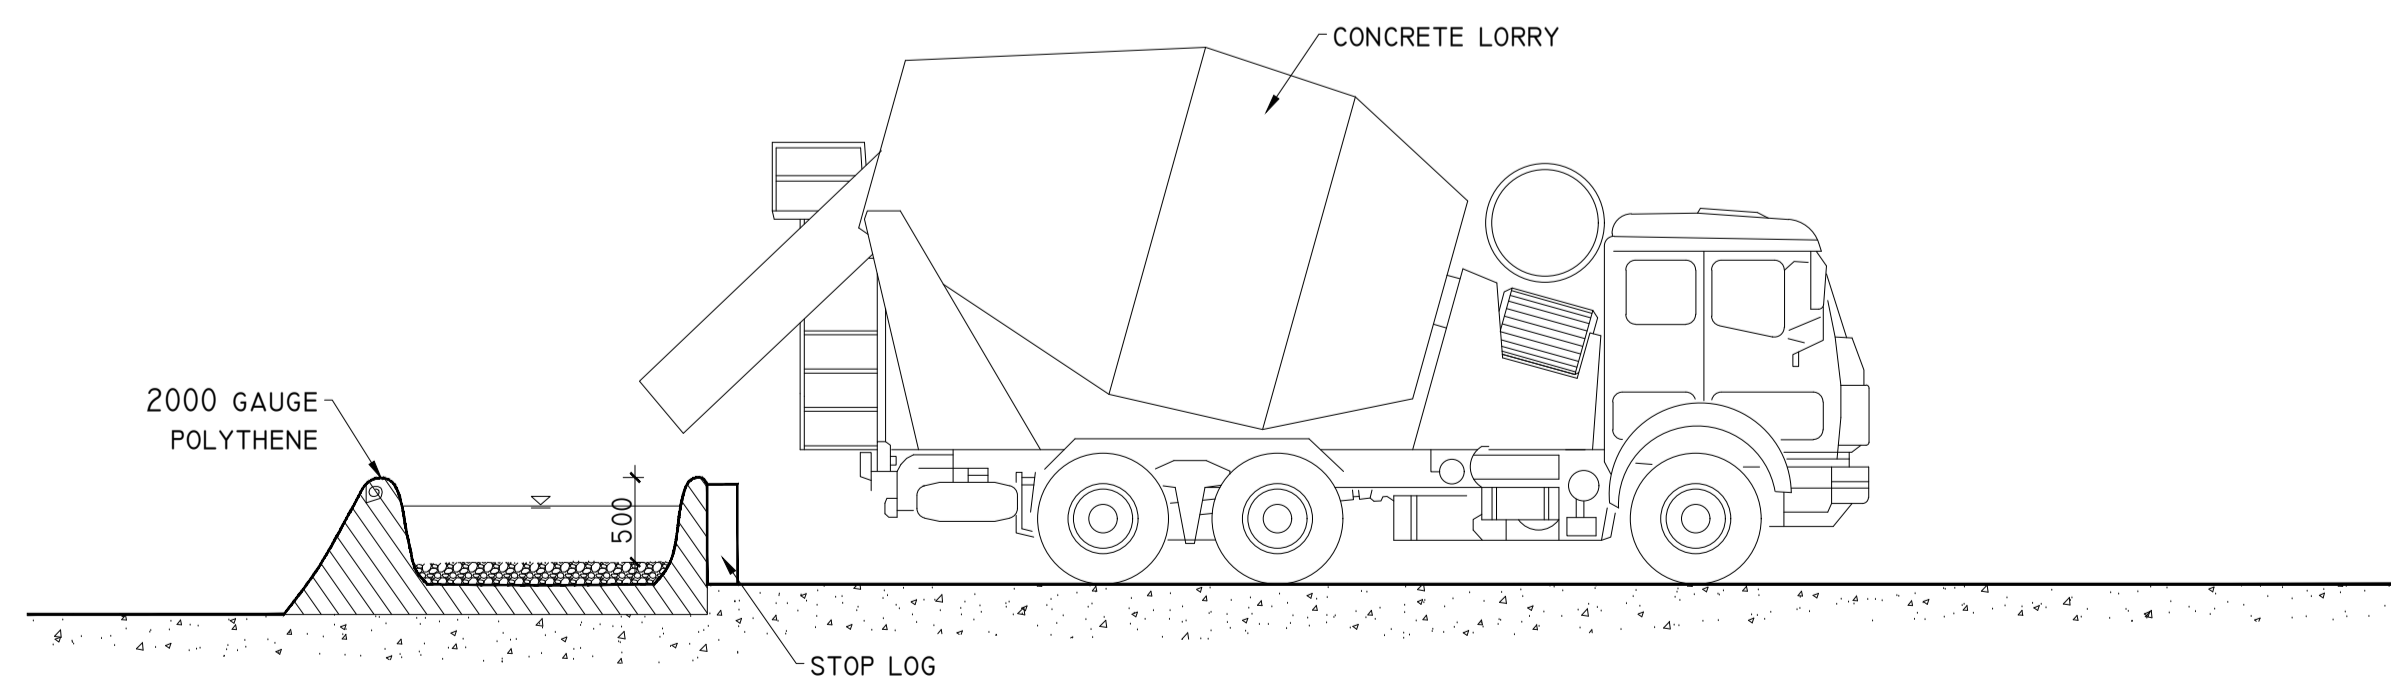 CONCRETE LORRY
2000 GAUGE
POLYTHENE
500
STOP LOG